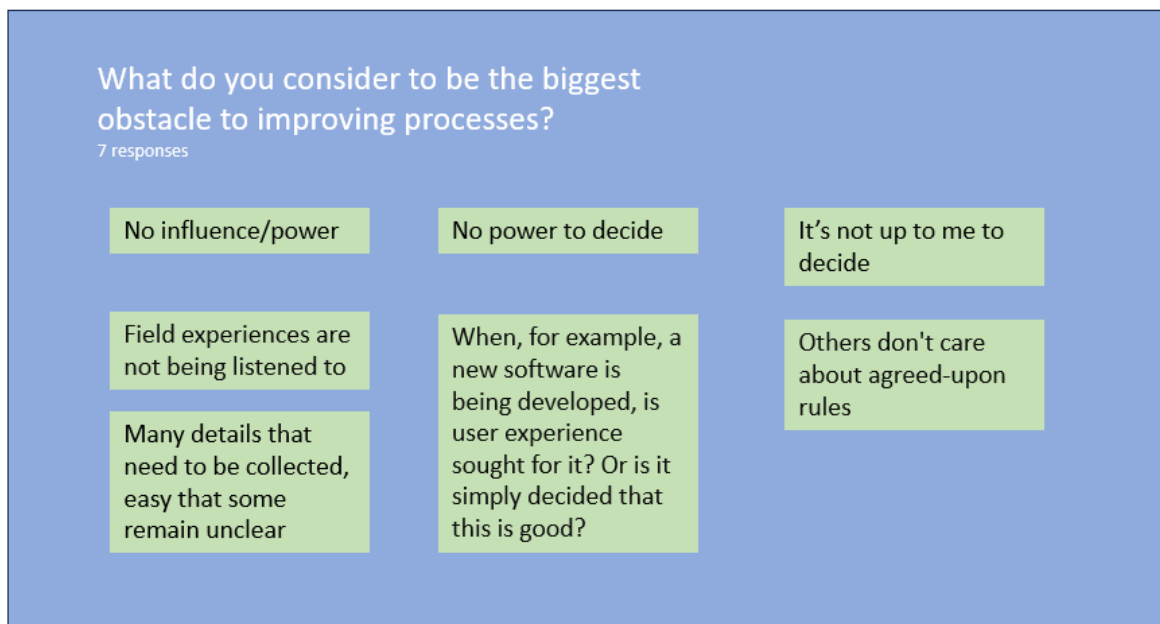 What do you consider to be the biggest
obstacle to improving processes?
7 responses
No influence/power
No power to decide
It’s not up to me to
decide
Field experiences are
not being listened to
When, for example, a
new software is
being developed, is
user experience
sought for it? Or is it
simply decided that
this is good?
Others don't care
about agreed-upon
rules
Many details that
need to be collected,
easy that some
remain unclear